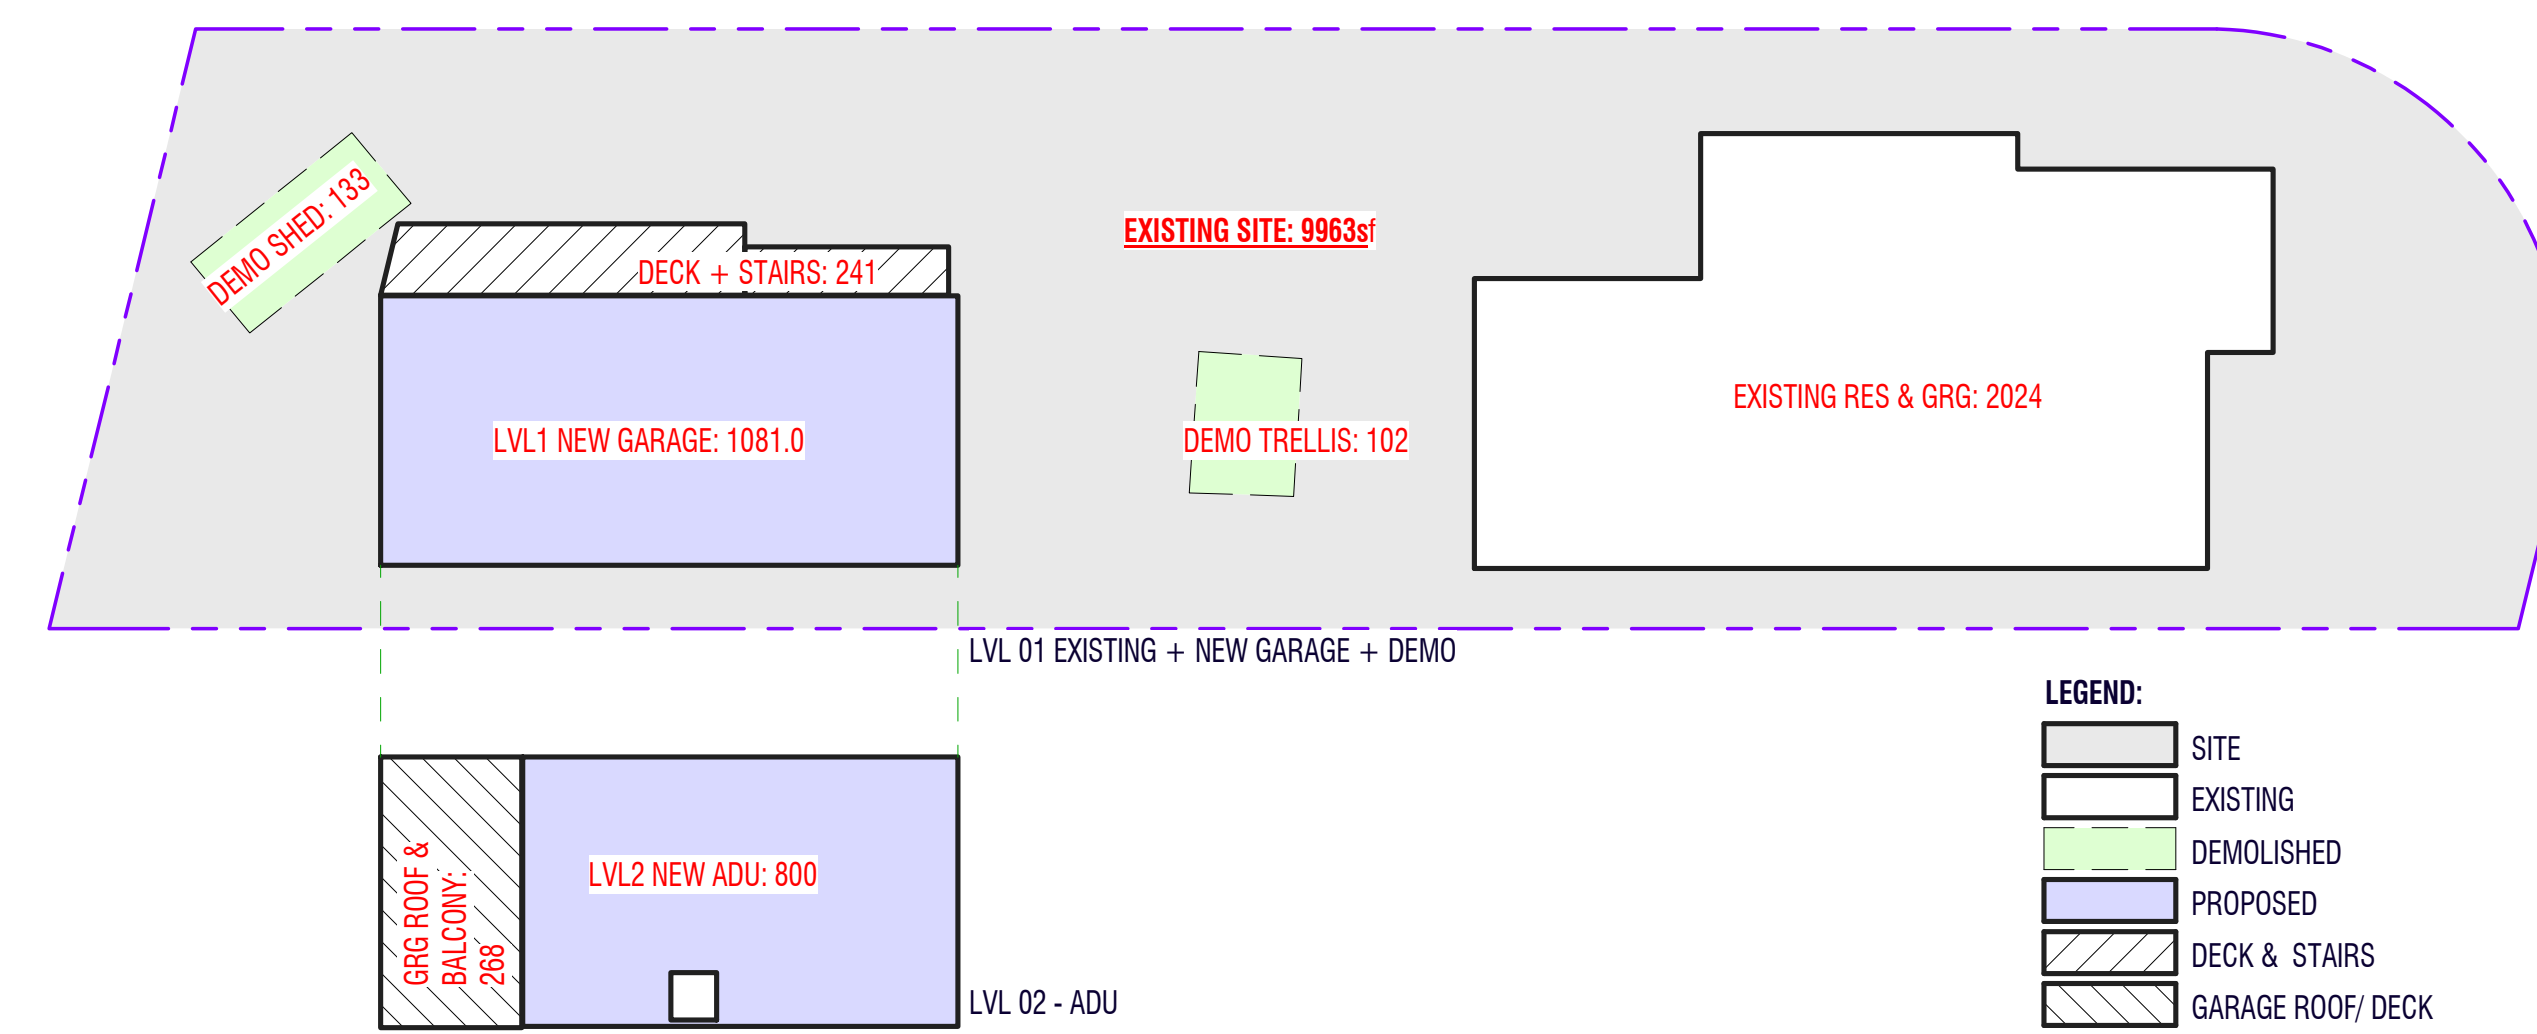 DEMO SHED: 133
EXISTING SITE: 9963sf
DECK + STAIRS: 241
EXISTING RES & GRG: 2024
LVL1 NEW GARAGE: 1081.0
DEMO TRELLIS: 102
LVL 01 EXISTING + NEW GARAGE + DEMO
LEGEND:
SITE
EXISTING
DEMOLISHED
PROPOSED
DECK & STAIRS
GARAGE ROOF/ DECK
GRG ROOF &
BALCONY:
268
LVL2 NEW ADU: 800
LVL 02 - ADU